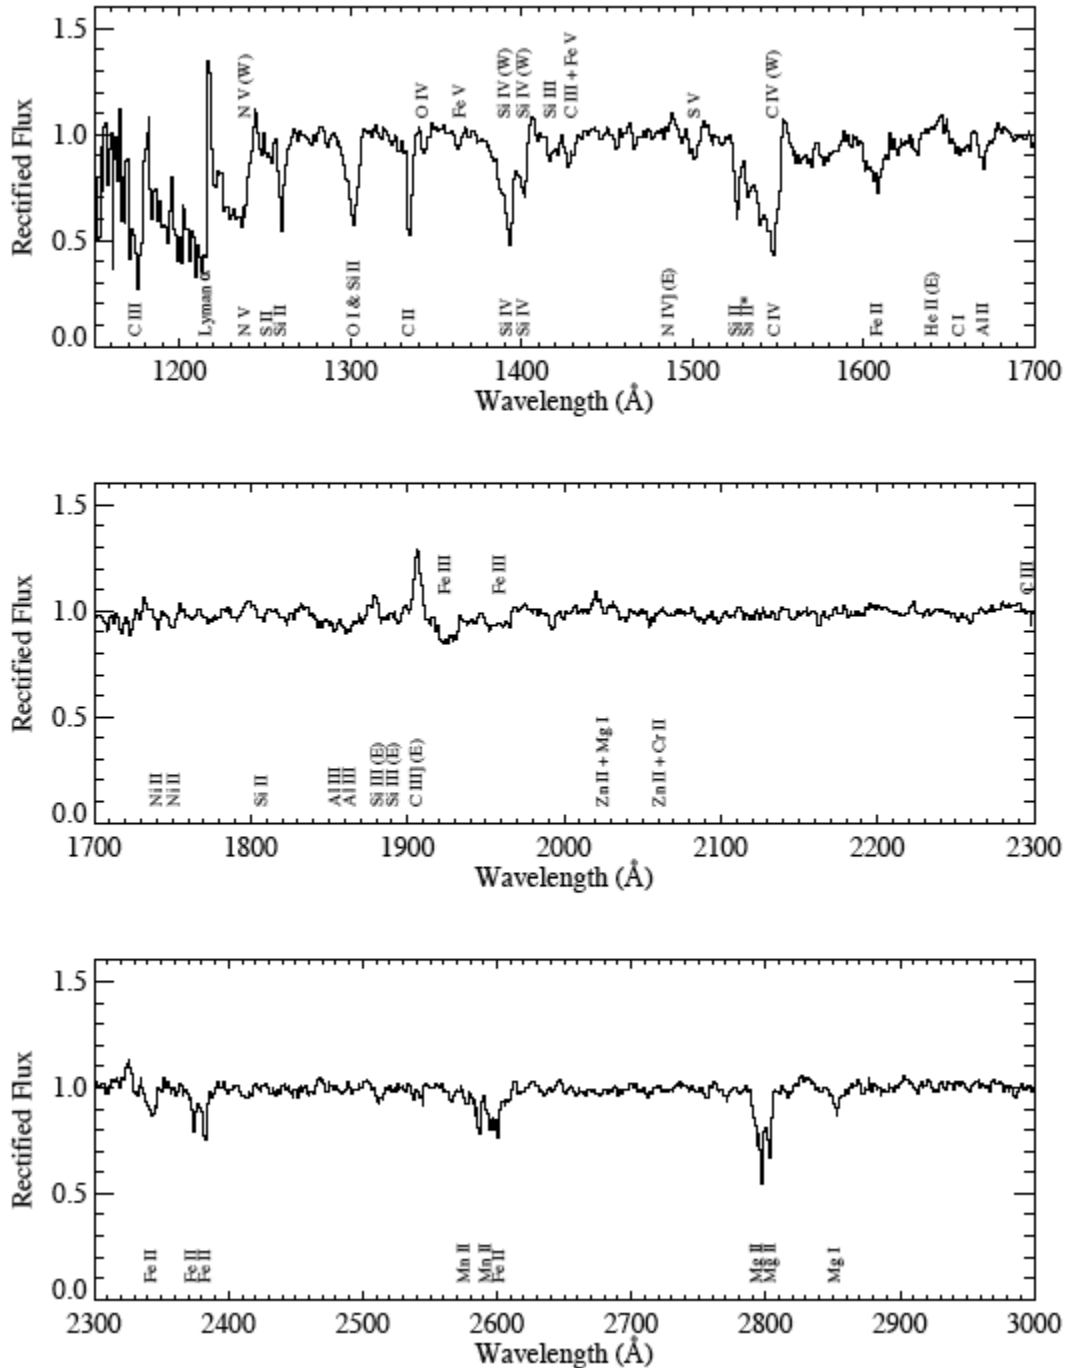 1.5
1.0
0.5
0.0
Rectified Flux
N V (W)
O IV
Fe V
Si IV (W)
Si IV (W)
Si III
C III + Fe V
S V
C IV (W)
C III
Lyman α
N V
S II
Si II
O I & Si II
C II
Si IV
Si IV
N IV] (E)
Si II
Si II*
C IV
Fe II
He II (E)
C I
Al II
1200 1300 1400 1500 1600 1700
Wavelength (Å)
1.5
1.0
0.5
0.0
Rectified Flux
Fe III
Fe III
C III
Ni II
Ni II
Si II
Al III
Al III
Si III (E)
Si III (E)
C III] (E)
Zn II + Mg I
Zn II + Cr II
1700 1800 1900 2000 2100 2200 2300
Wavelength (Å)
1.5
1.0
0.5
0.0
Rectified Flux
Fe II
Fe II
Fe II
Mn II
Mn II
Fe II
Mg II
Mg II
Mg I
2300 2400 2500 2600 2700 2800 2900 3000
Wavelength (Å)